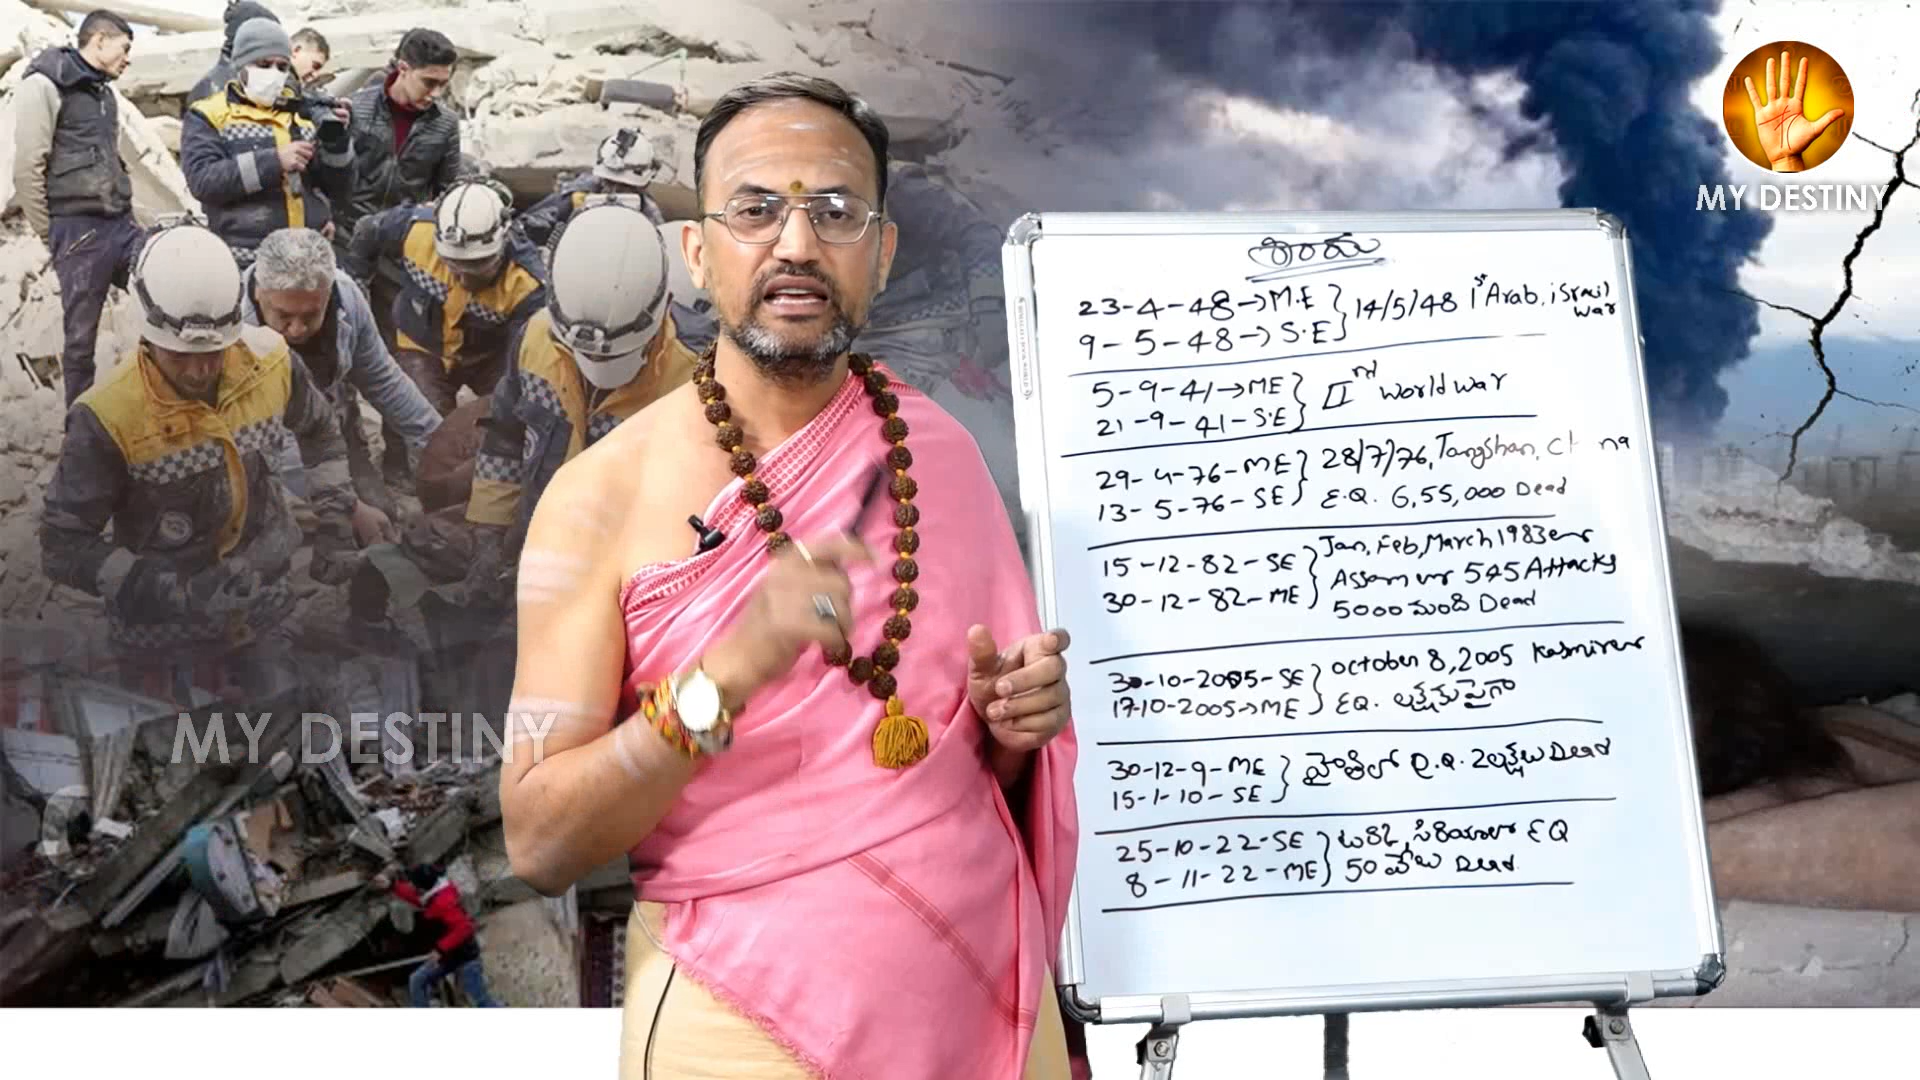 MY DESTINY
శ్రీరామ
23-4-48→M.E } 14/5/48 1st Arab, iSrail war
9-5-48→S.E
5-9-41→ME } IInd World War
21-9-41-S.E
29-4-76-ME } 28/7/76, Tangshan, Ch na
13-5-76-SE E.Q. 6,55,000 Dead
15-12-82-SE } Jan, Feb, March 1983లో
30-12-82-ME Assam లో 545 Attacks
5000 మంది Dead
30-10-2005-SE } October 8, 2005 Kasmirలో
17-10-2005→ME EQ. లక్షకుపైగా
30-12-9-ME } హైతిలో E.Q. 2లక్షలు Dead
15-1-10-SE
25-10-22-SE } టర్కీ, సిరియాలో EQ
8-11-22-ME 50 వేలు Dead.
MY DESTINY